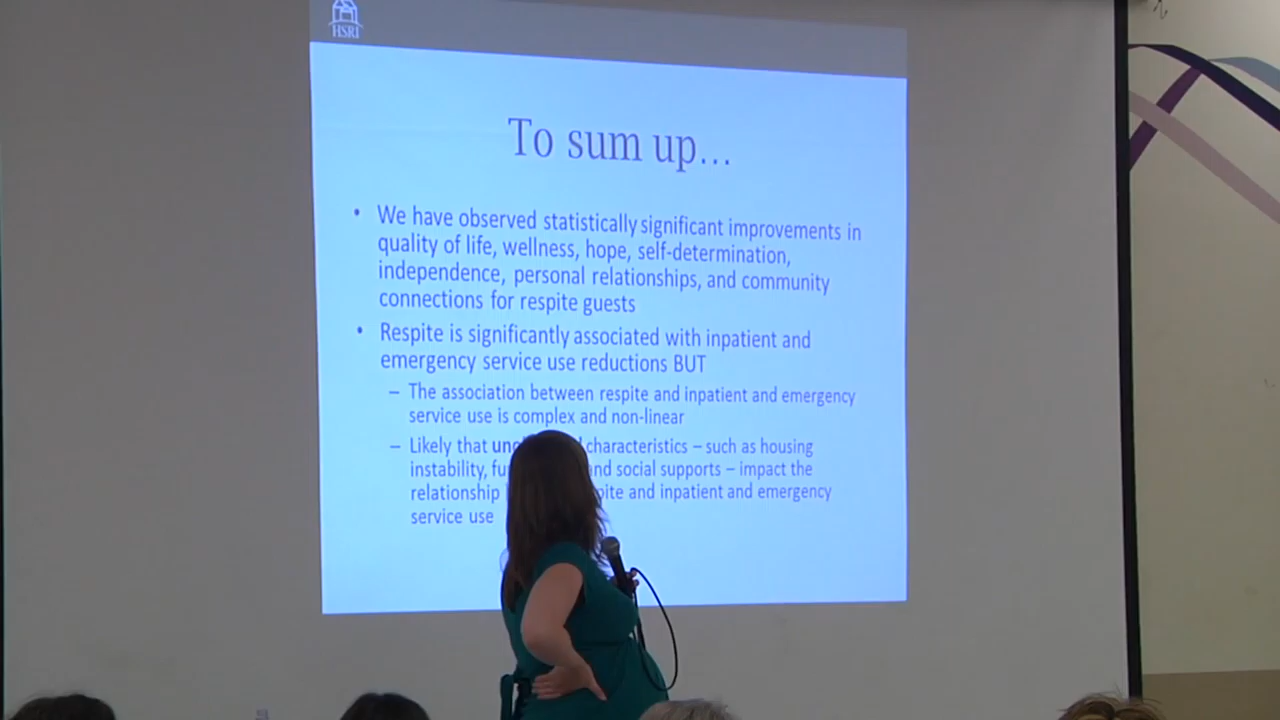 HSRI
To sum up...
• We have observed statistically significant improvements in
quality of life, wellness, hope, self-determination,
independence, personal relationships, and community
connections for respite guests
• Respite is significantly associated with inpatient and
emergency service use reductions BUT
– The association between respite and inpatient and emergency
service use is complex and non-linear
– Likely that characteristics – such as housing
instability, and social supports – impact the
relationship and inpatient and emergency
service use